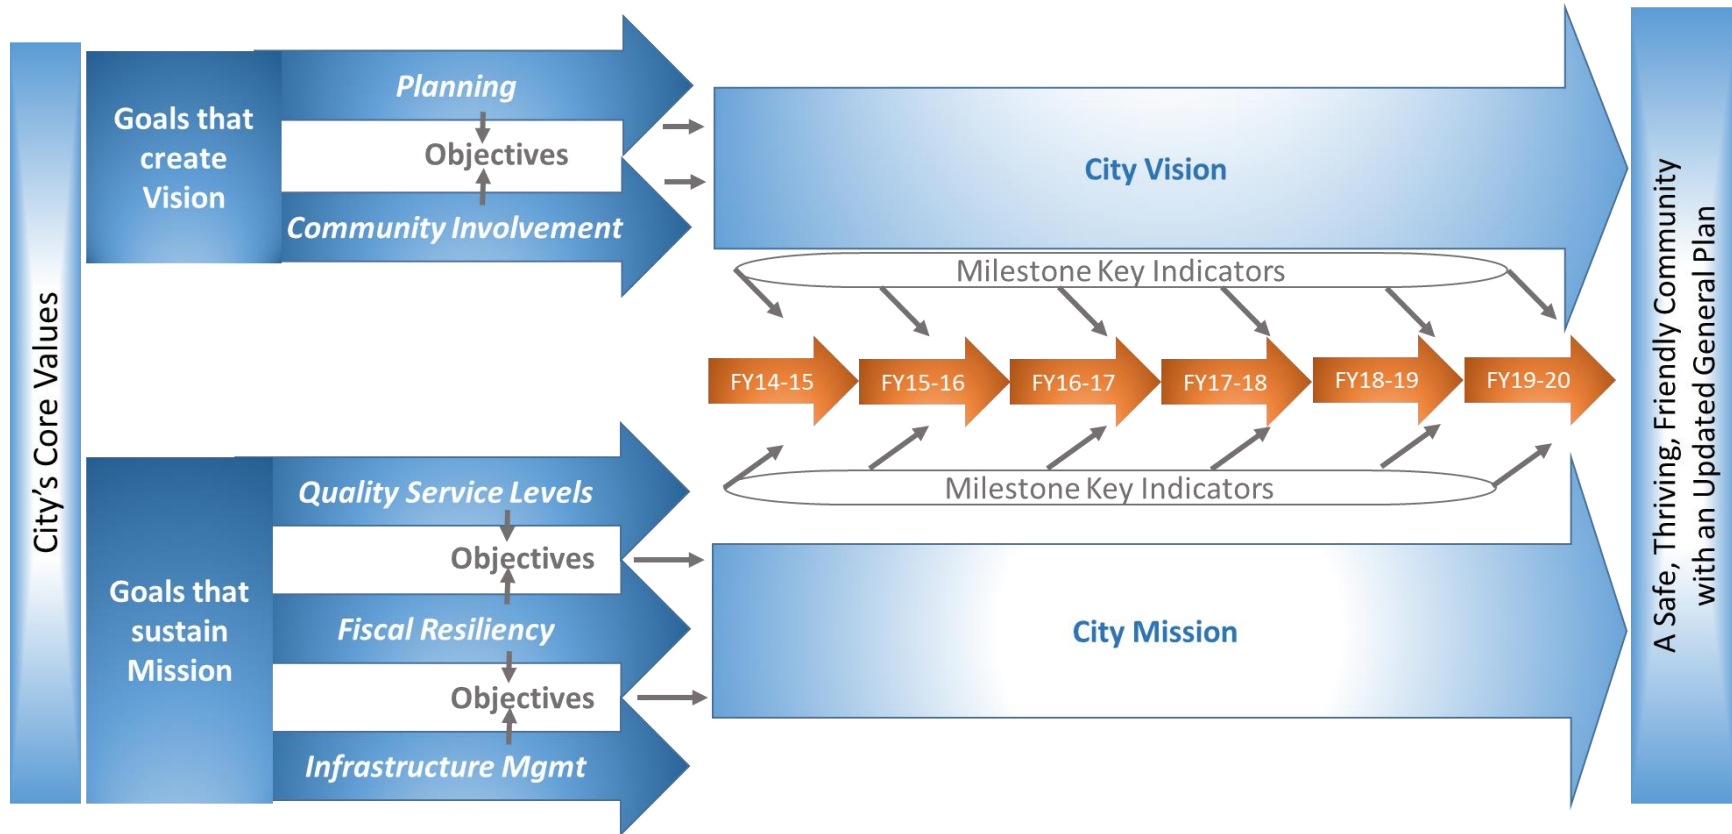 City's Core Values
Goals that
create
Vision
Planning
Objectives
Community Involvement
City Vision
Milestone Key Indicators
FY14-15
FY15-16
FY16-17
FY17-18
FY18-19
FY19-20
Milestone Key Indicators
Goals that
sustain
Mission
Quality Service Levels
Objectives
Fiscal Resiliency
Objectives
Infrastructure Mgmt
City Mission
A Safe, Thriving, Friendly Community
with an Updated General Plan